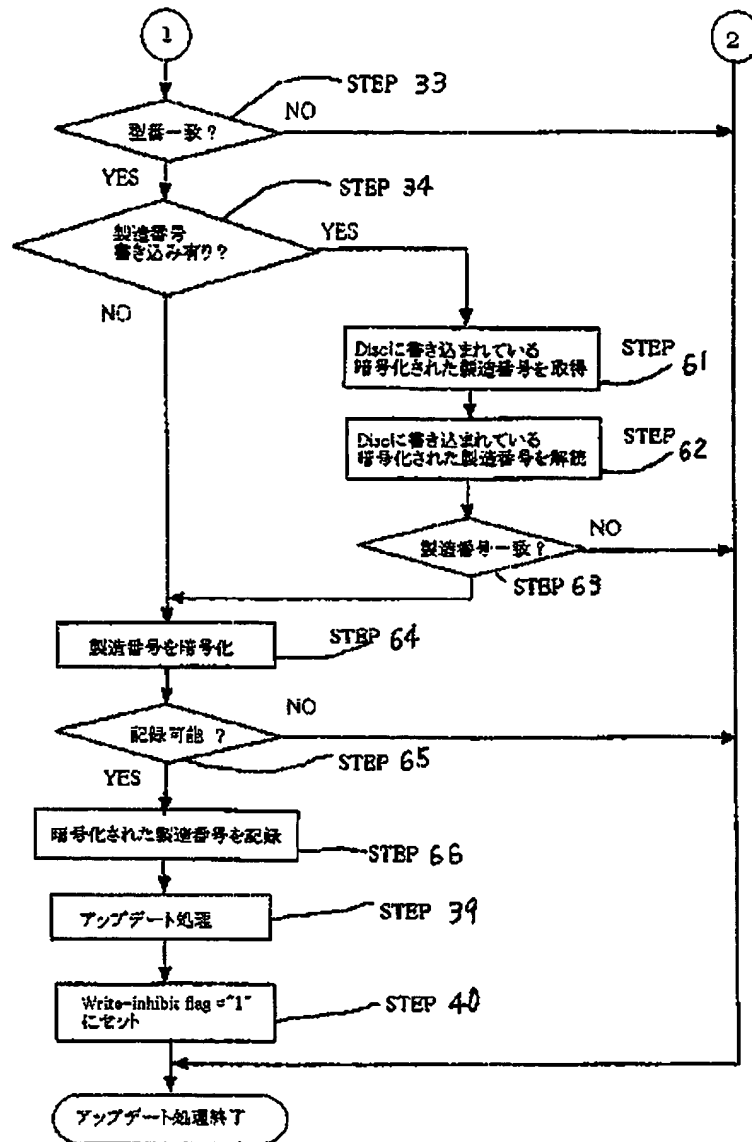 1
2
STEP 33
型番一致?
NO
YES
STEP 34
製造番号
書き込み有り?
YES
NO
Discに書き込まれている
暗号化された製造番号を取得
STEP 61
Discに書き込まれている
暗号化された製造番号を解読
STEP 62
製造番号一致?
NO
STEP 63
製造番号を暗号化
STEP 64
記録可能 ?
NO
STEP 65
YES
暗号化された製造番号を記録
STEP 66
アップデート処理
STEP 39
Write-inhibit flag ="1"
にセット
STEP 40
アップデート処理終了